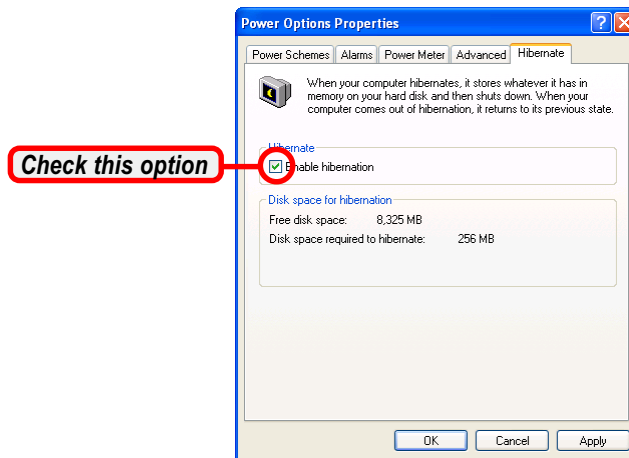 Power Options Properties
Power Schemes Alarms Power Meter Advanced Hibernate
When your computer hibernates, it stores whatever it has in
memory on your hard disk and then shuts down. When your
computer comes out of hibernation, it returns to its previous state.
Hibernate
Check this option
Enable hibernation
Disk space for hibernation
Free disk space: 8,325 MB
Disk space required to hibernate: 256 MB
OK Cancel Apply